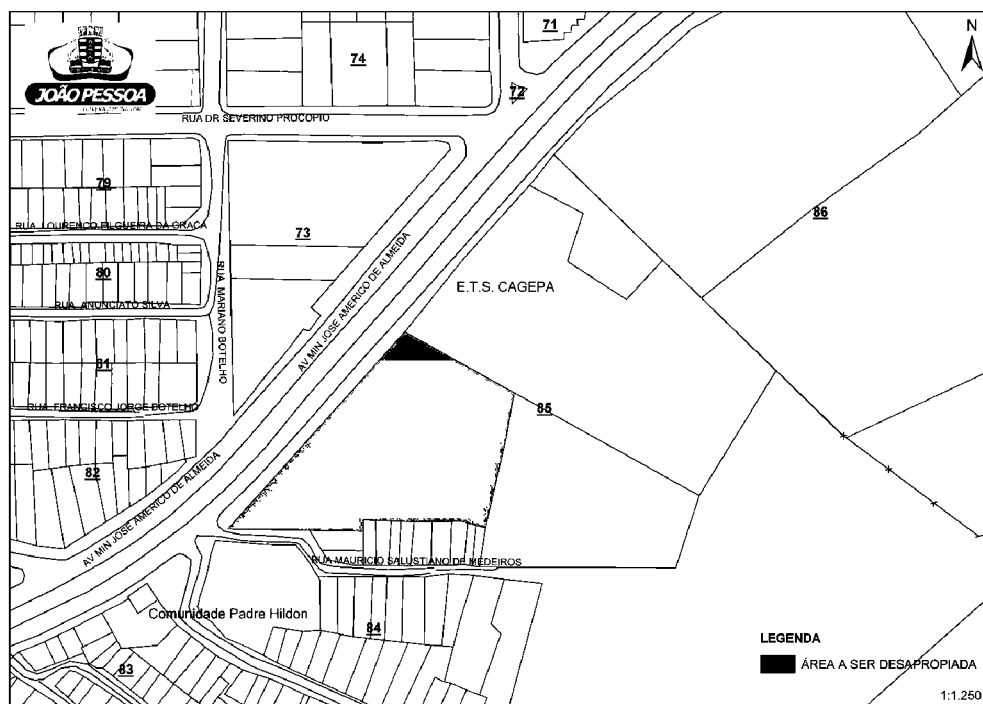 71
N
74
72
JOÃO PESSOA
RUA DR SEVERINO PROCOPIO
79
86
RUA LOURENCO FILGUEIRA DA GRACA
73
80
E.T.S. CAGEPA
RUA ANUNCIATO SILVA
RUA MARIANO BOTELHO
AV MIN JOSE AMERICO DE ALMEIDA
81
RUA FRANCISCO JORGE BOTELHO
85
82
AV MIN JOSE AMERICO DE ALMEIDA
RUA MAURICIO SALUSTIANO DE MEDEIROS
Comunidade Padre Hildon
84
83
LEGENDA
ÁREA A SER DESAPROPIADA
1:1.250